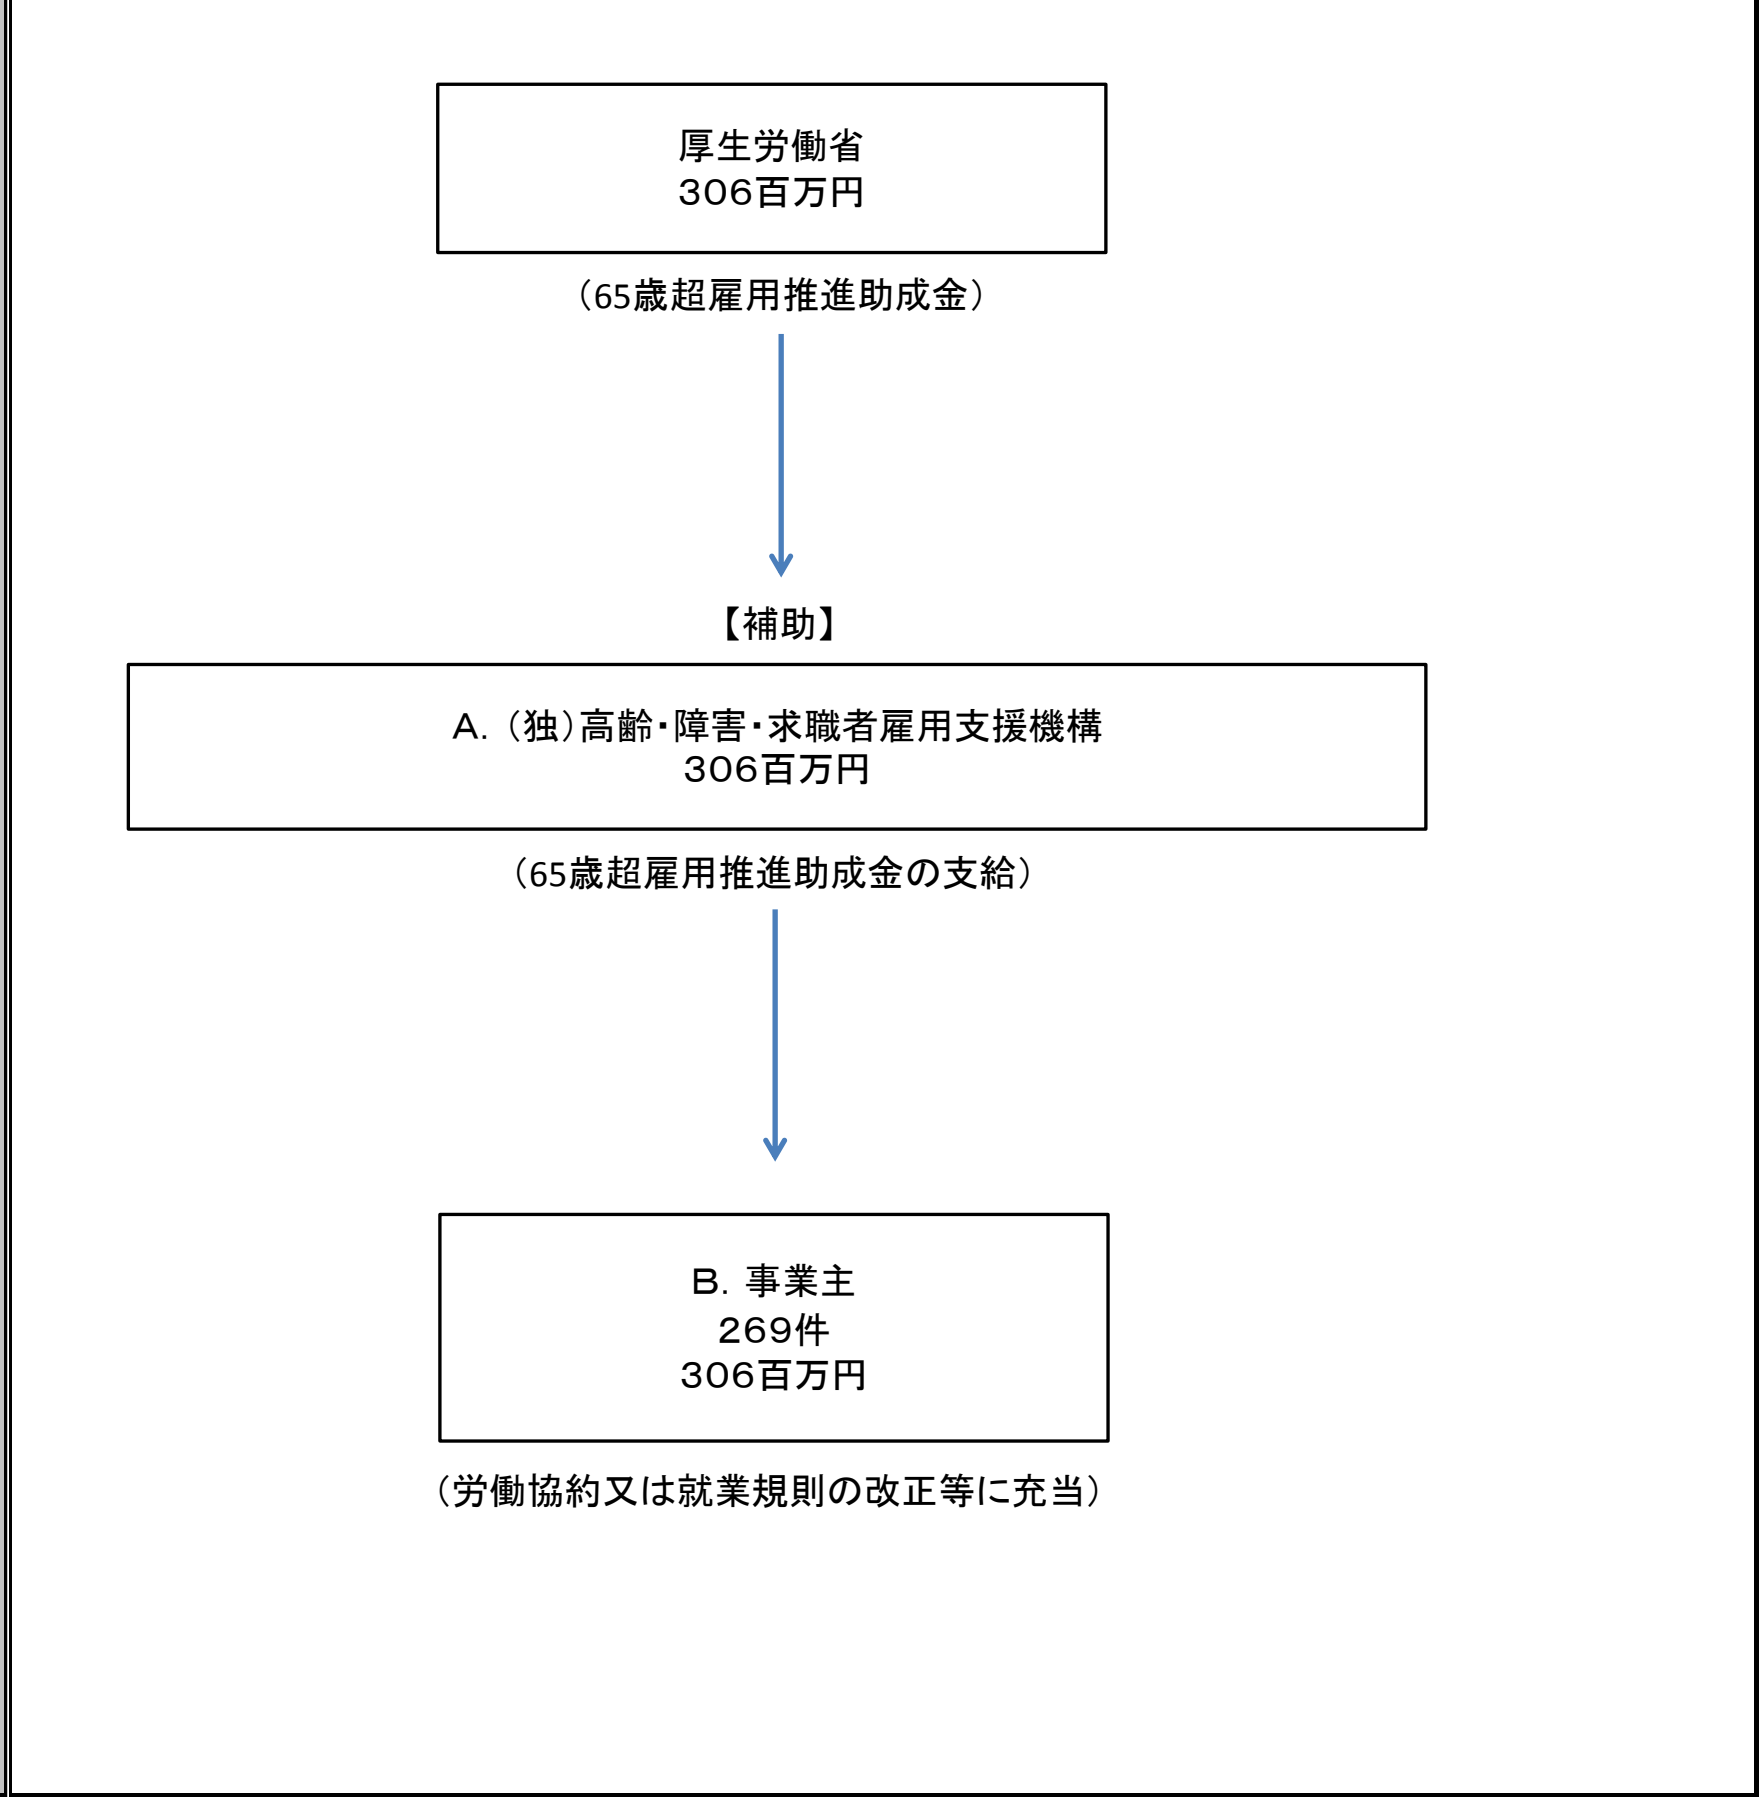 厚生労働省
３０６百万円
（65歳超雇用推進助成金）
【補助】
Ａ．（独）高齢・障害・求職者雇用支援機構
３０６百万円
（65歳超雇用推進助成金の支給）
Ｂ．事業主
２６９件
３０６百万円
（労働協約又は就業規則の改正等に充当）